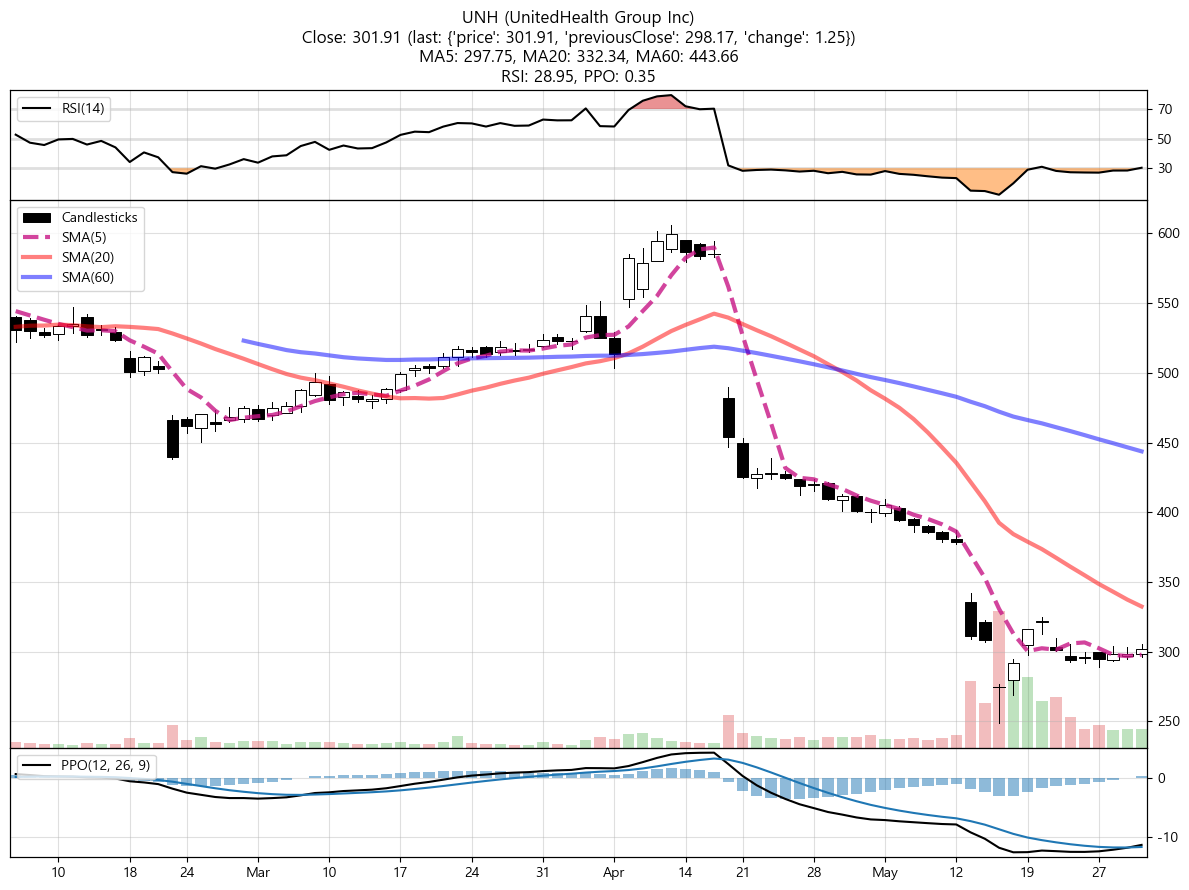 UNH (UnitedHealth Group Inc)
Close: 301.91 (last: {'price': 301.91, 'previousClose': 298.17, 'change': 1.25})
MA5: 297.75, MA20: 332.34, MA60: 443.66
RSI: 28.95, PPO: 0.35
RSI(14)
70
50
30
Candlesticks
SMA(5)
SMA(20)
SMA(60)
600
550
500
450
400
350
300
250
PPO(12, 26, 9)
0
-10
10 18 24 Mar 10 17 24 31 Apr 14 21 28 May 12 19 27